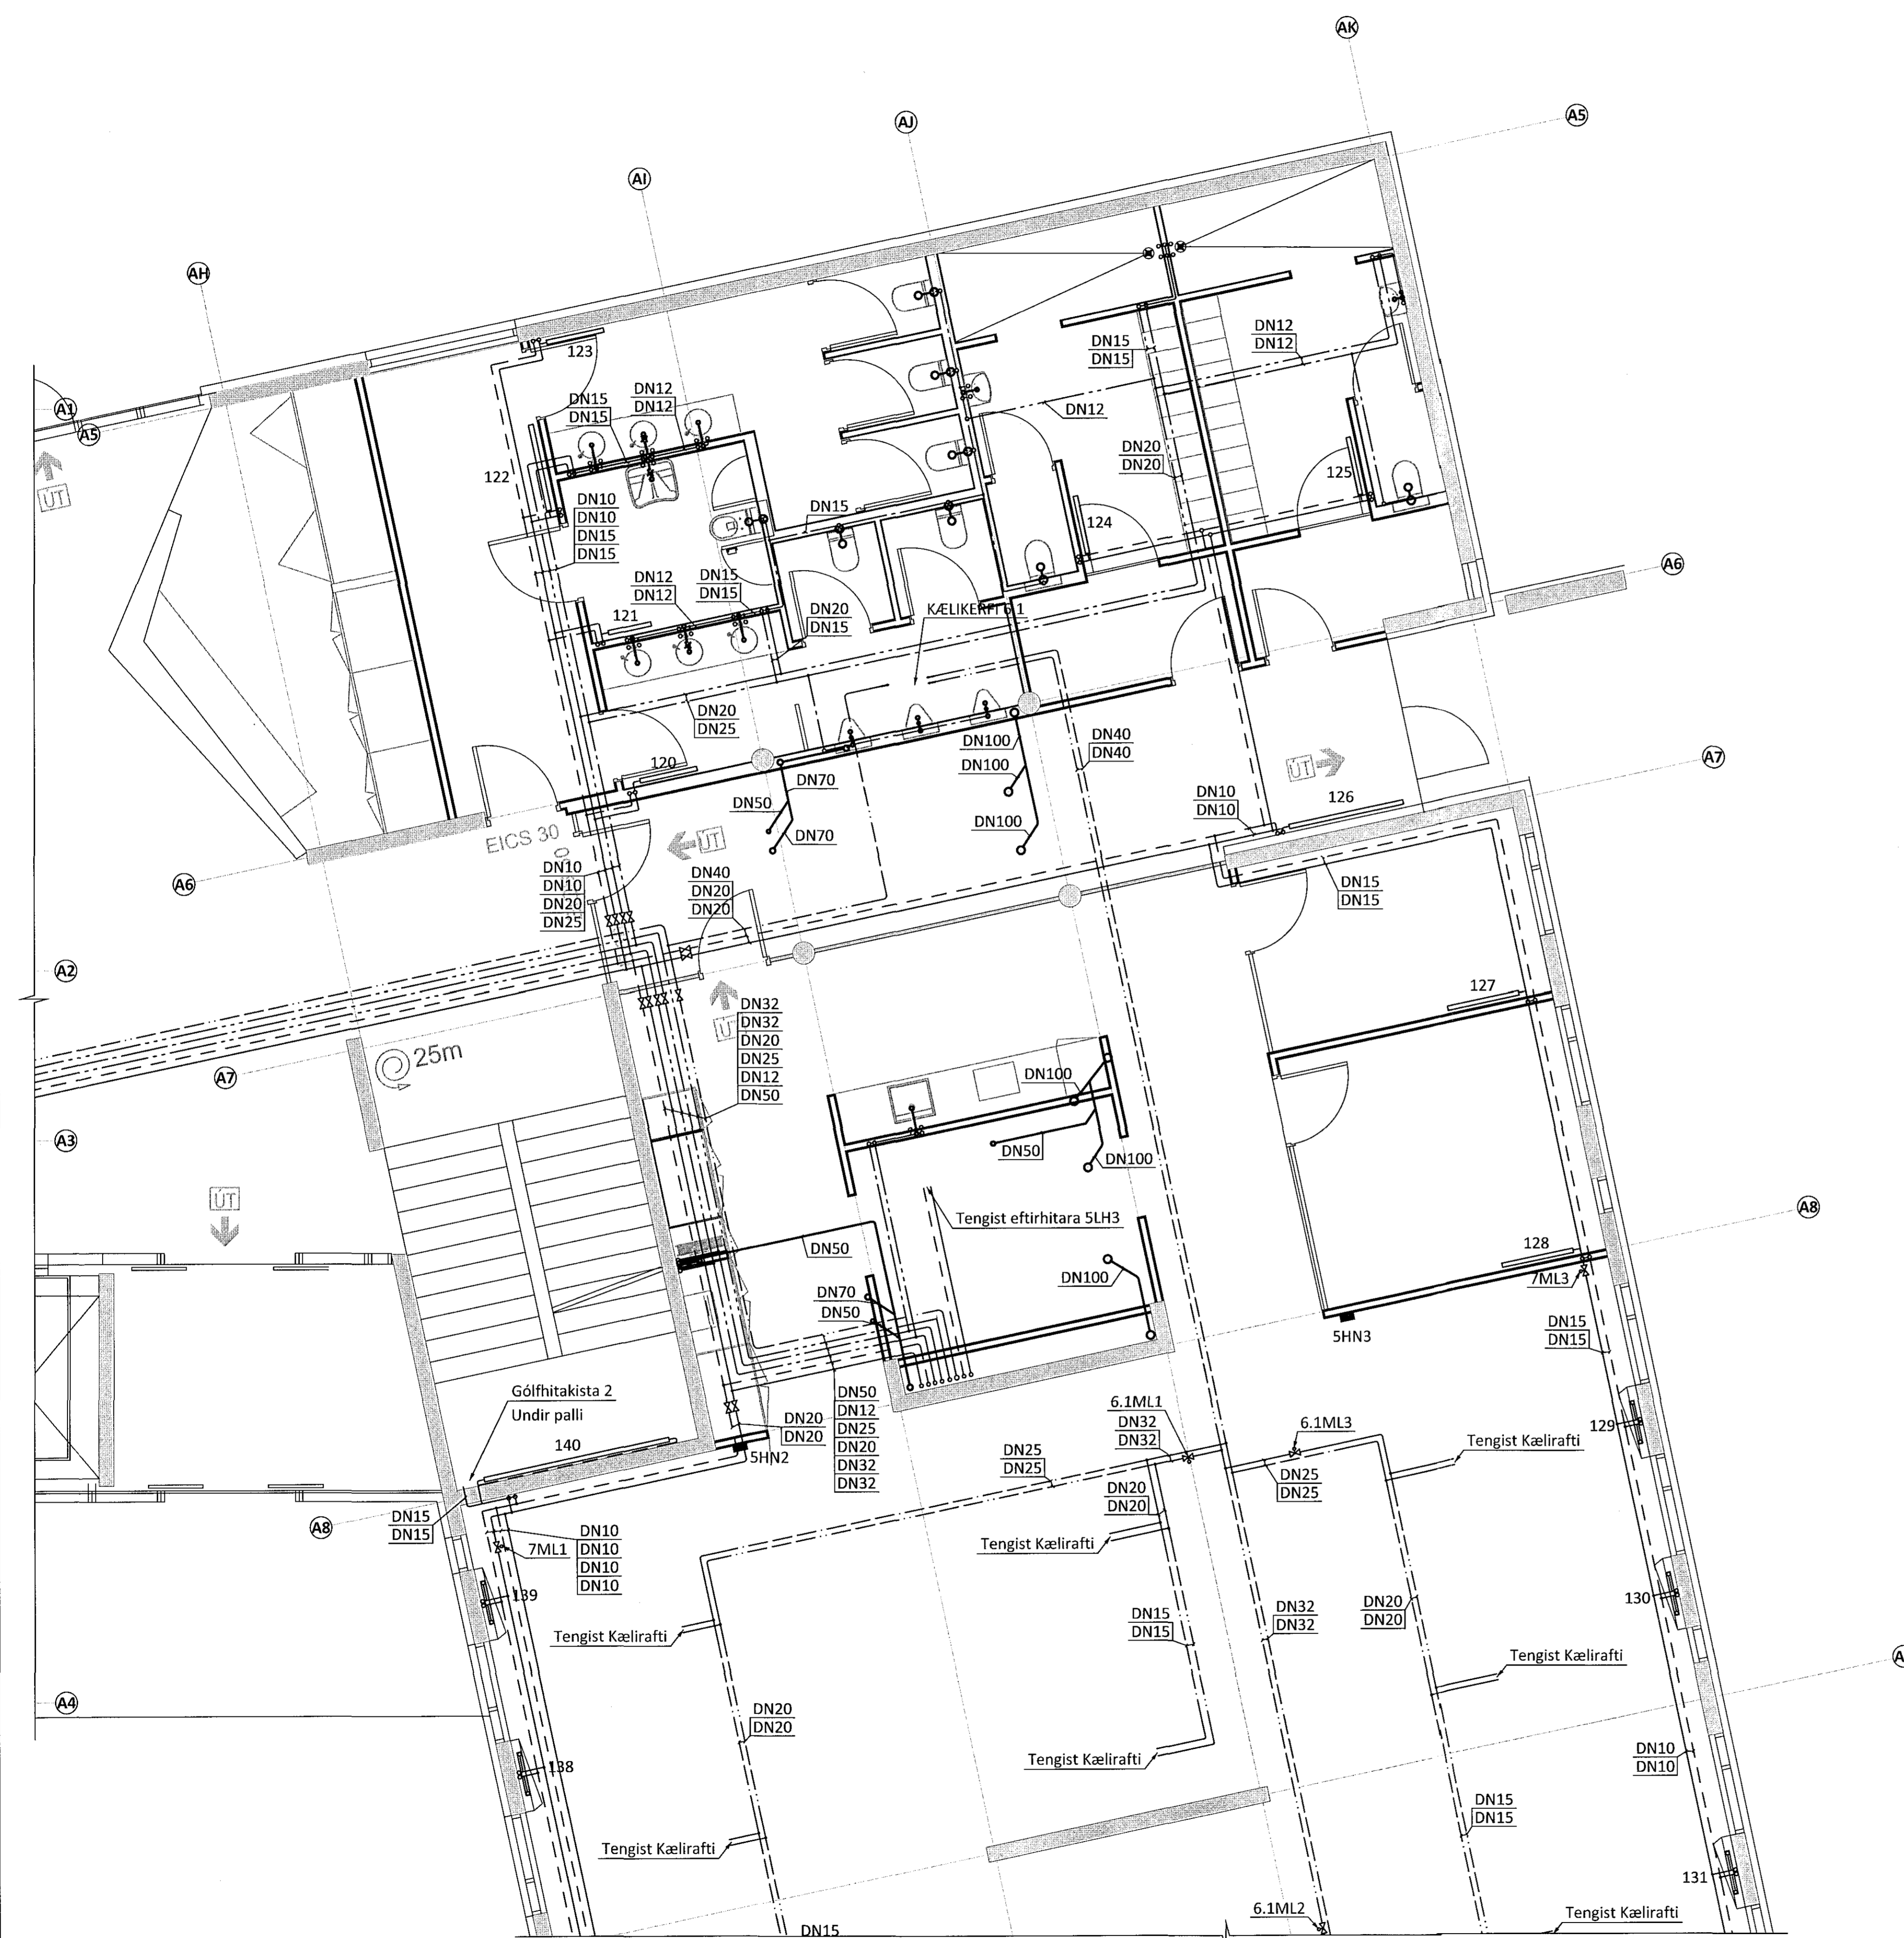 AK
A5
AJ
AI
AH
123
DN15
DN15
DN12
DN12
DN12
DN12
DN15
DN15
DN12
A1
A5
ÚT
122
DN20
DN20
125
DN10
DN10
DN15
DN15
DN15
124
A6
DN12
DN12
DN15
DN15
121
DN20
DN15
KÆLIKERFI 6.1
DN20
DN25
DN100
DN40
DN40
120
DN70
DN100
ÚT
A7
DN50
DN10
DN10
126
DN70
DN100
EICS 30
ÚT
A6
DN10
DN10
DN20
DN25
DN40
DN20
DN20
DN15
DN15
A2
127
DN32
DN32
DN20
DN25
DN12
DN50
ÚT
25m
A7
DN100
A3
DN50
DN100
ÚT
A8
Tengist eftirhitara 5LH3
DN50
128
DN100
7ML3
DN70
DN50
5HN3
DN15
DN15
Gólfhitakista 2
Undir palli
DN50
DN12
DN25
DN20
DN32
DN32
6.1ML1
DN32
DN32
6.1ML3
DN20
DN20
129
140
Tengist Kælirafti
5HN2
DN25
DN25
DN25
DN25
DN20
DN20
DN15
DN15
A8
DN10
DN10
DN10
DN10
7ML1
Tengist Kælirafti
139
130
DN20
DN20
DN32
DN32
DN15
DN15
Tengist Kælirafti
Tengist Kælirafti
A4
DN20
DN20
DN10
DN10
Tengist Kælirafti
138
DN15
DN15
Tengist Kælirafti
131
6.1ML2
Tengist Kælirafti
DN15